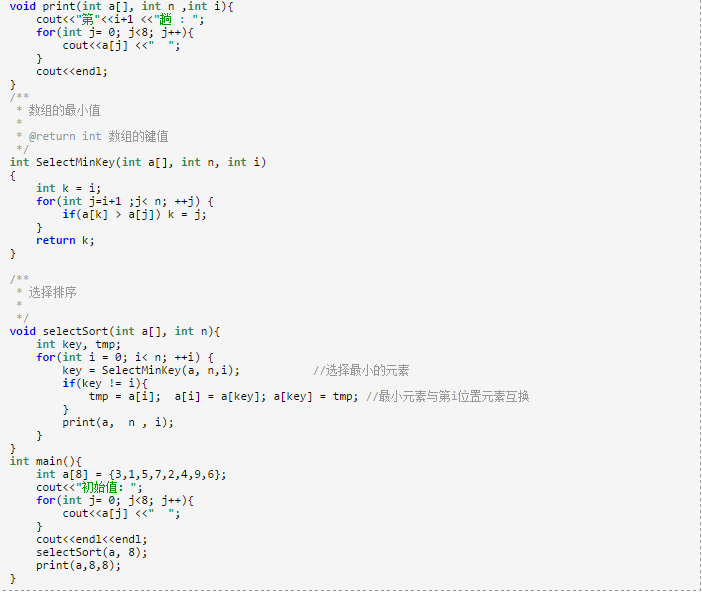 void print(int a[], int n ,int i){
    cout<<"第"<<i+1 <<"趟 : ";
    for(int j= 0; j<8; j++){
        cout<<a[j] <<"  ";
    }
    cout<<endl;
}
/**
 * 数组的最小值
 *
 * @return int 数组的键值
 */
int SelectMinKey(int a[], int n, int i)
{
    int k = i;
    for(int j=i+1 ;j< n; ++j) {
        if(a[k] > a[j]) k = j;
    }
    return k;
}

/**
 * 选择排序
 *
 */
void selectSort(int a[], int n){
    int key, tmp;
    for(int i = 0; i< n; ++i) {
        key = SelectMinKey(a, n,i);           //选择最小的元素
        if(key != i){
            tmp = a[i];  a[i] = a[key]; a[key] = tmp; //最小元素与第i位置元素互换
        }
        print(a,  n , i);
    }
}
int main(){
    int a[8] = {3,1,5,7,2,4,9,6};
    cout<<"初始值：";
    for(int j= 0; j<8; j++){
        cout<<a[j] <<"  ";
    }
    cout<<endl<<endl;
    selectSort(a, 8);
    print(a,8,8);
}